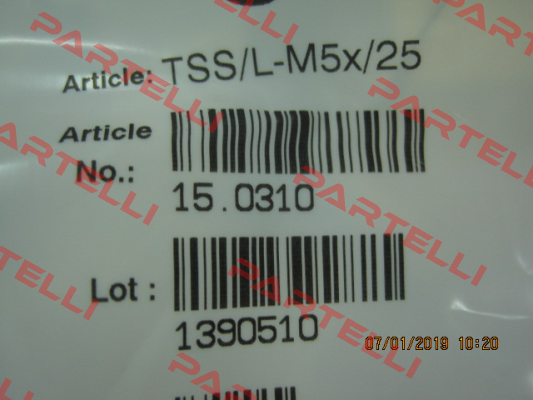 Article: TSS/L-M5x/25
Article
No.:
15.0310
Lot :
1390510
07/01/2019 10:20
PARTELLI
PARTELLI
PARTELLI
PARTELLI
PARTELLI